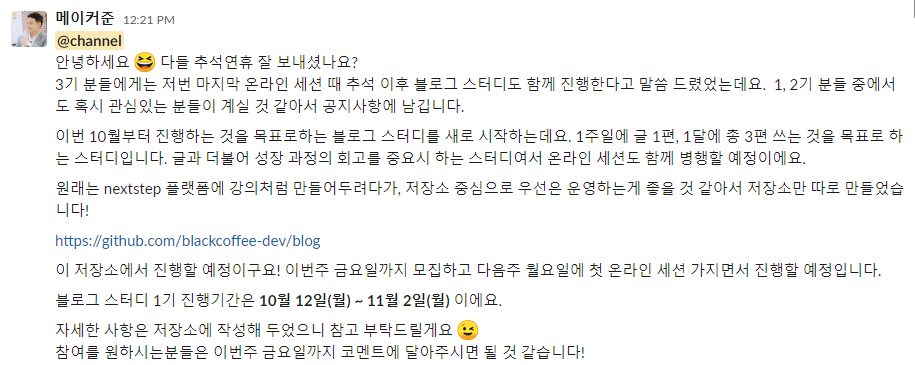 메이커준 12:21 PM
@channel
안녕하세요 😆 다들 추석연휴 잘 보내셨나요?
3기 분들에게는 저번 마지막 온라인 세션 때 추석 이후 블로그 스터디도 함께 진행한다고 말씀 드렸었는데요. 1, 2기 분들 중에서
도 혹시 관심있는 분들이 계실 것 같아서 공지사항에 남깁니다.
이번 10월부터 진행하는 것을 목표로하는 블로그 스터디를 새로 시작하는데요. 1주일에 글 1편, 1달에 총 3편 쓰는 것을 목표로 하
는 스터디입니다. 글과 더불어 성장 과정의 회고를 중요시 하는 스터디여서 온라인 세션도 함께 병행할 예정이에요.
원래는 nextstep 플랫폼에 강의처럼 만들어두려다가, 저장소 중심으로 우선은 운영하는게 좋을 것 같아서 저장소만 따로 만들었습
니다!
https://github.com/blackcoffee-dev/blog
이 저장소에서 진행할 예정이구요! 이번주 금요일까지 모집하고 다음주 월요일에 첫 온라인 세션 가지면서 진행할 예정입니다.
블로그 스터디 1기 진행기간은 10월 12일(월) ~ 11월 2일(월) 이에요.
자세한 사항은 저장소에 작성해 두었으니 참고 부탁드릴게요 😉
참여를 원하시는분들은 이번주 금요일까지 코멘트에 달아주시면 될 것 같습니다!